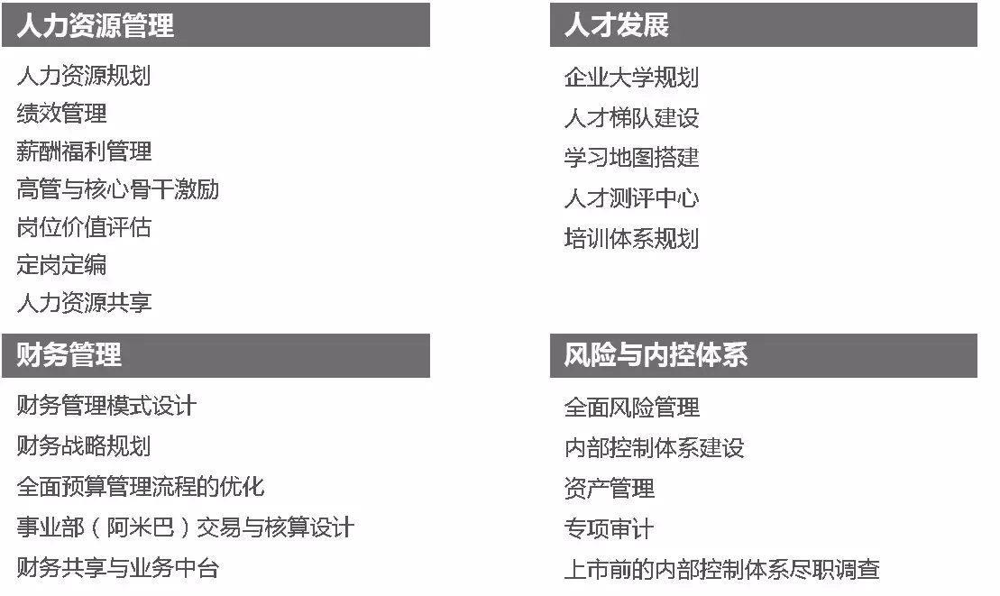 人力资源管理
人力资源规划
绩效管理
薪酬福利管理
高管与核心骨干激励
岗位价值评估
定岗定编
人力资源共享
人才发展
企业大学规划
人才梯队建设
学习地图搭建
人才测评中心
培训体系规划
财务管理
财务管理模式设计
财务战略规划
全面预算管理流程的优化
事业部（阿米巴）交易与核算设计
财务共享与业务中台
风险与内控体系
全面风险管理
内部控制体系建设
资产管理
专项审计
上市前的内部控制体系尽职调查